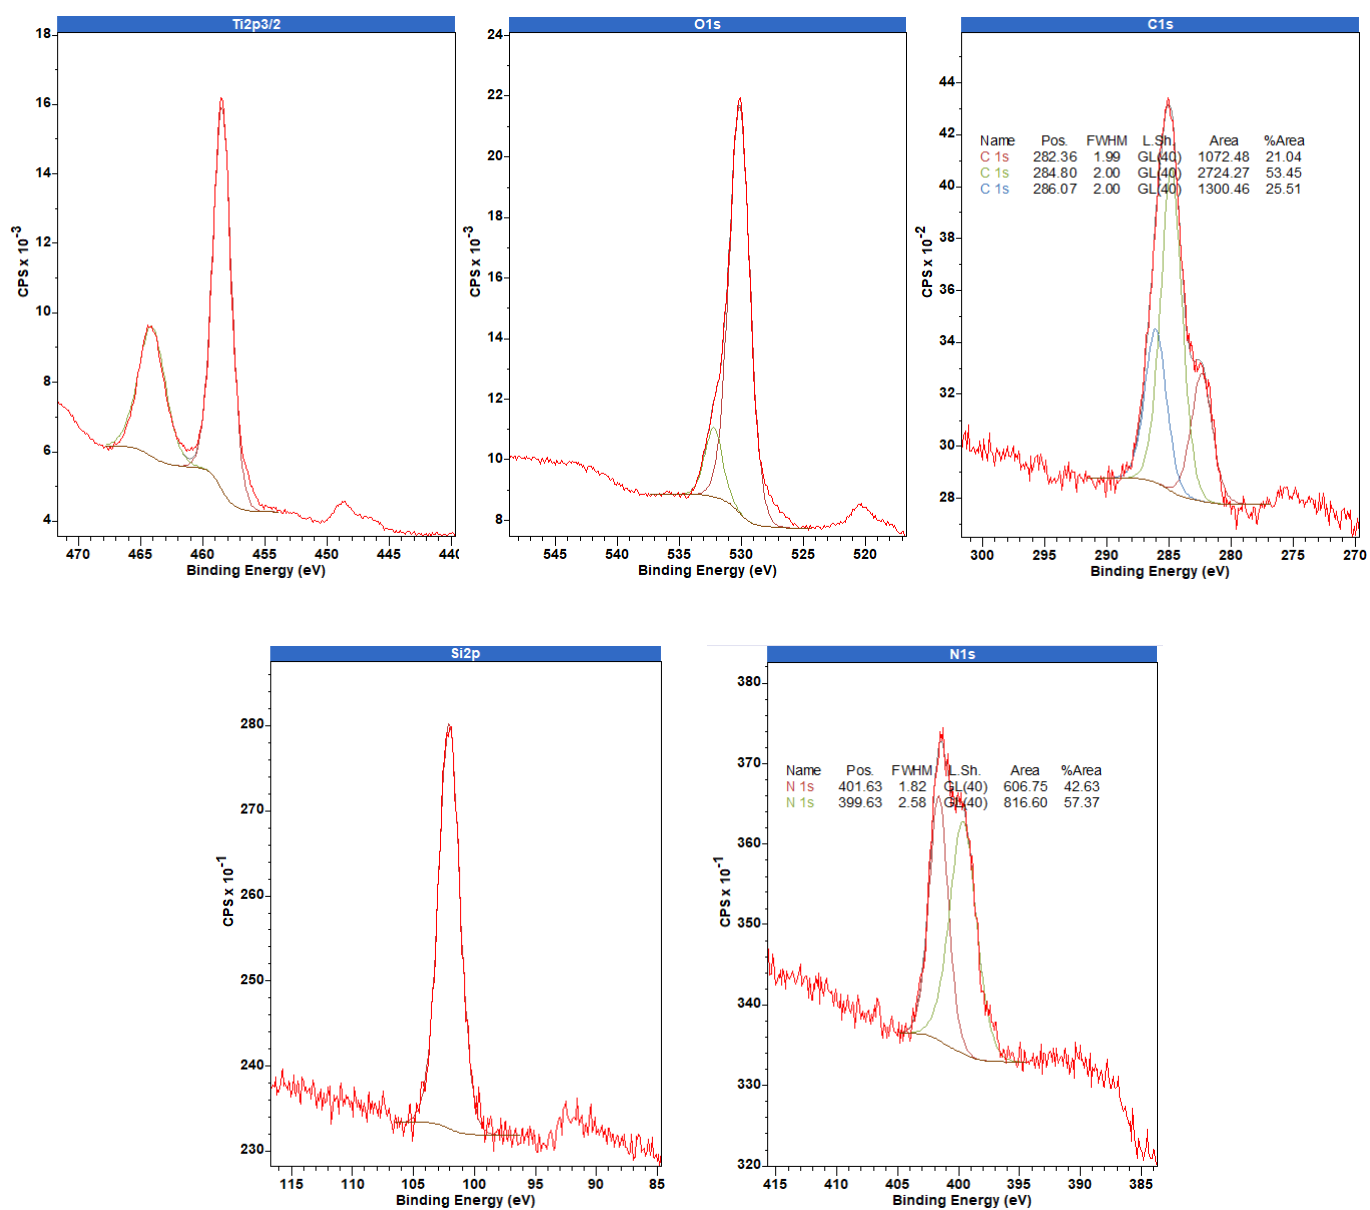 Ti2p3/2
18
16
14
12
10
8
6
4
CPS x 10⁻³
470 465 460 455 450 445 440
Binding Energy (eV)
O1s
24
22
20
18
16
14
12
10
8
CPS x 10⁻³
545 540 535 530 525 520
Binding Energy (eV)
C1s
44
42
40
38
36
34
32
30
28
CPS x 10⁻²
Name Pos. FWHM L.Sh. Area %Area
C 1s 282.36 1.99 GL(40) 1072.48 21.04
C 1s 284.80 2.00 GL(40) 2724.27 53.45
C 1s 286.07 2.00 GL(40) 1300.46 25.51
300 295 290 285 280 275 270
Binding Energy (eV)
Si2p
280
270
260
250
240
230
CPS x 10⁻¹
115 110 105 100 95 90 85
Binding Energy (eV)
N1s
380
370
360
350
340
330
320
CPS x 10⁻¹
Name Pos. FWHM L.Sh. Area %Area
N 1s 401.63 1.82 GL(40) 606.75 42.63
N 1s 399.63 2.58 GL(40) 816.60 57.37
415 410 405 400 395 390 385
Binding Energy (eV)